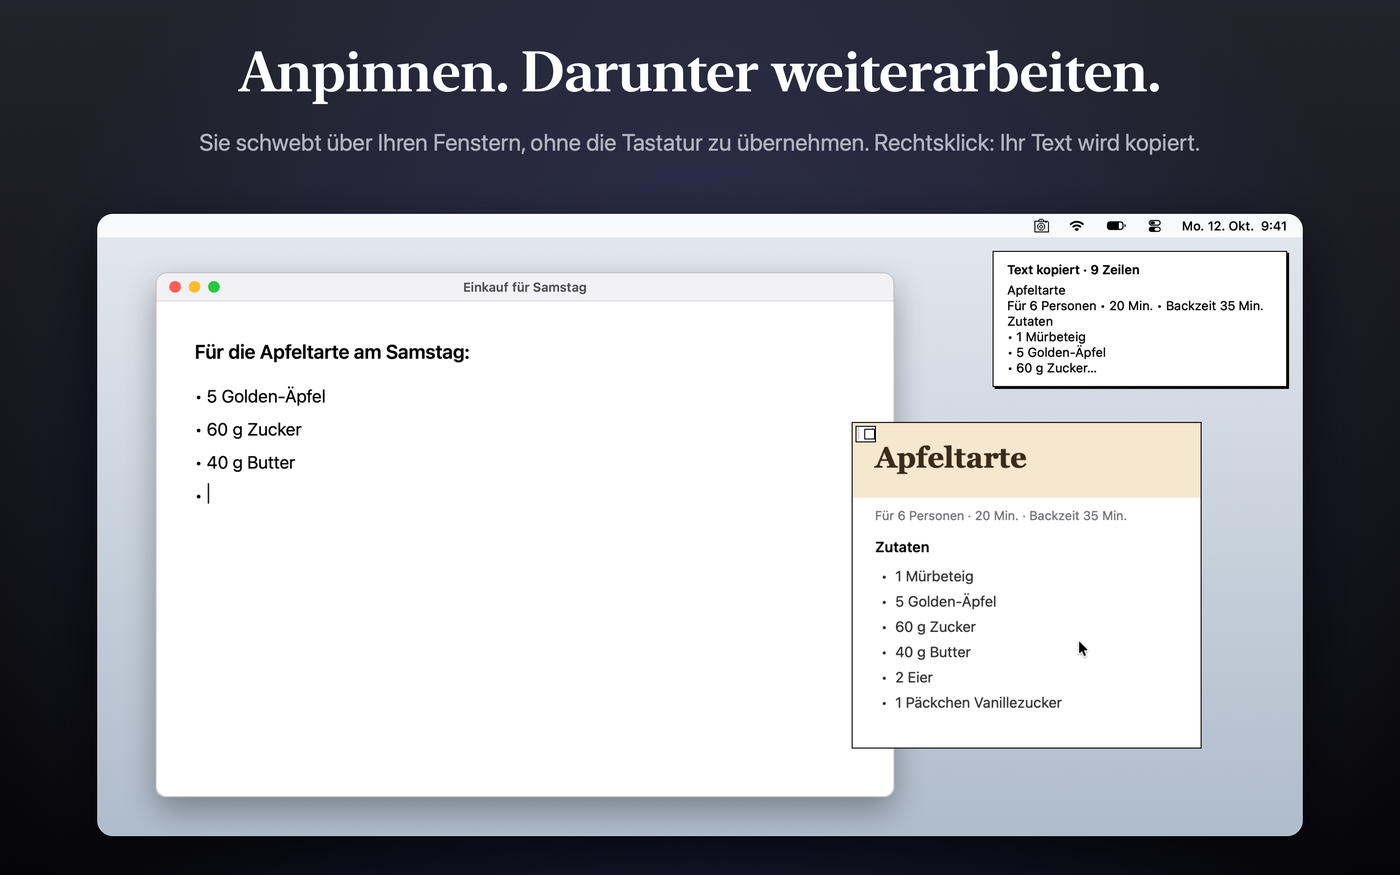 Anpinnen. Darunter weiterarbeiten.
Sie schwebt über Ihren Fenstern, ohne die Tastatur zu übernehmen. Rechtsklick: Ihr Text wird kopiert.
Mo. 12. Okt. 9:41
Text kopiert · 9 Zeilen
Apfeltarte
Für 6 Personen • 20 Min. • Backzeit 35 Min.
Zutaten
• 1 Mürbeteig
• 5 Golden-Äpfel
• 60 g Zucker…
Einkauf für Samstag
Für die Apfeltarte am Samstag:
• 5 Golden-Äpfel
• 60 g Zucker
• 40 g Butter
•
Apfeltarte
Für 6 Personen · 20 Min. · Backzeit 35 Min.
Zutaten
• 1 Mürbeteig
• 5 Golden-Äpfel
• 60 g Zucker
• 40 g Butter
• 2 Eier
• 1 Päckchen Vanillezucker